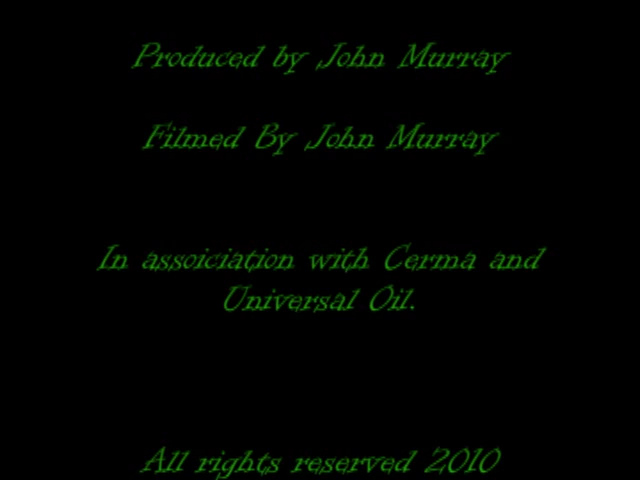 Produced by John Murray
Filmed By John Murray
In assoiciation with Cerma and
Universal Oil.
All rights reserved 2010